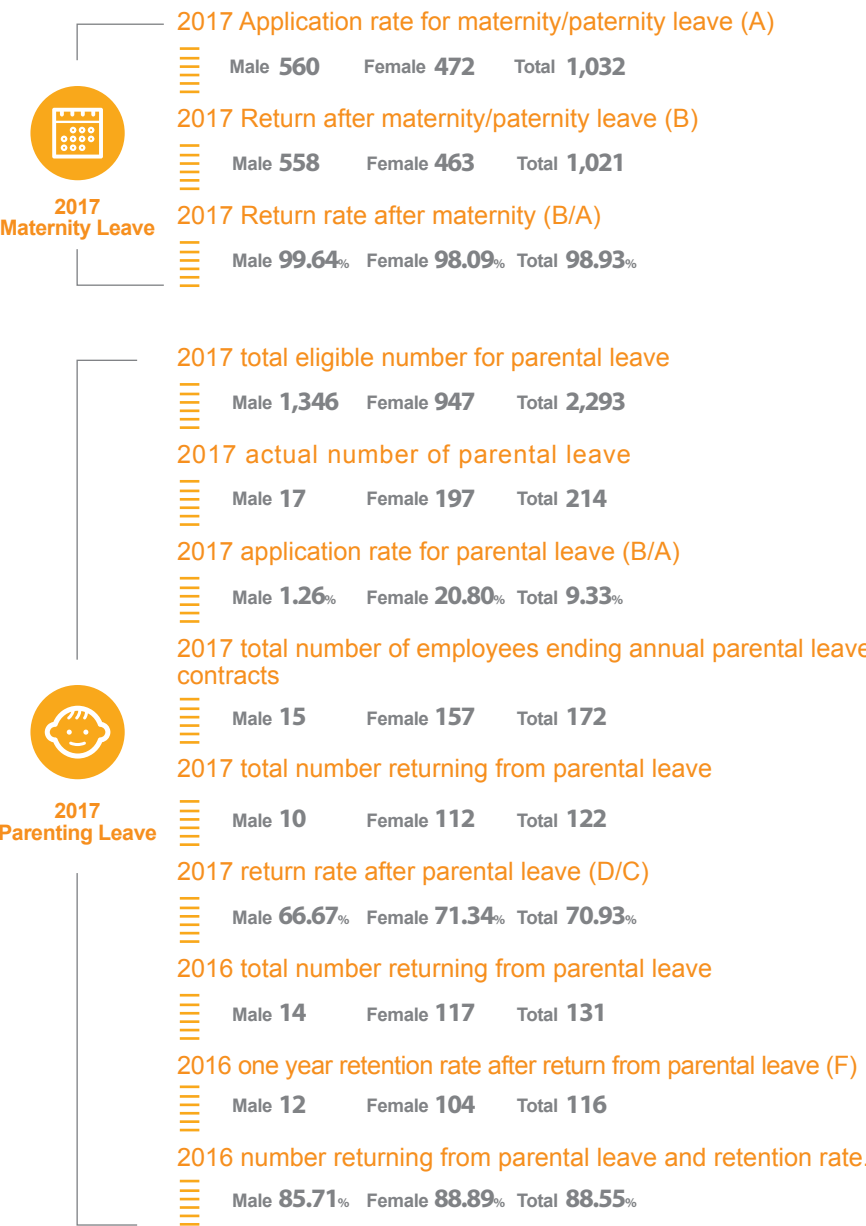 2017 Application rate for maternity/paternity leave (A)
Male 560 Female 472 Total 1,032
2017 Return after maternity/paternity leave (B)
Male 558 Female 463 Total 1,021
2017
Maternity Leave
2017 Return rate after maternity (B/A)
Male 99.64% Female 98.09% Total 98.93%
2017 total eligible number for parental leave
Male 1,346 Female 947 Total 2,293
2017 actual number of parental leave
Male 17 Female 197 Total 214
2017 application rate for parental leave (B/A)
Male 1.26% Female 20.80% Total 9.33%
2017 total number of employees ending annual parental leave
contracts
Male 15 Female 157 Total 172
2017 total number returning from parental leave
Male 10 Female 112 Total 122
2017
Parenting Leave
2017 return rate after parental leave (D/C)
Male 66.67% Female 71.34% Total 70.93%
2016 total number returning from parental leave
Male 14 Female 117 Total 131
2016 one year retention rate after return from parental leave (F)
Male 12 Female 104 Total 116
2016 number returning from parental leave and retention rate.
Male 85.71% Female 88.89% Total 88.55%